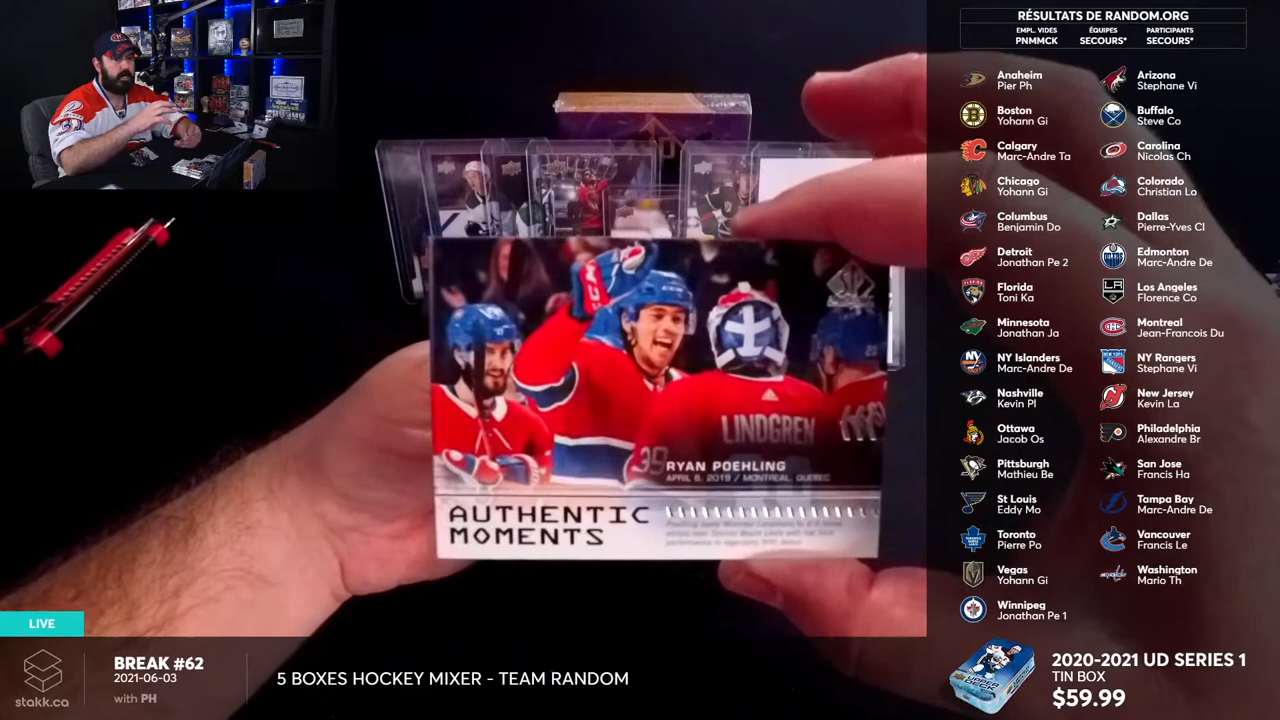 RÉSULTATS DE RANDOM.ORG
EMPL. VIDES
PNMMCK
ÉQUIPES
SECOURS*
PARTICIPANTS
SECOURS*
Anaheim
Pier Ph
Arizona
Stephane Vi
Boston
Yohann Gi
Buffalo
Steve Co
Calgary
Marc-Andre Ta
Carolina
Nicolas Ch
Chicago
Yohann Gi
Colorado
Christian Lo
Columbus
Benjamin Do
Dallas
Pierre-Yves Cl
Detroit
Jonathan Pe 2
Edmonton
Marc-Andre De
Florida
Toni Ka
Los Angeles
Florence Co
Minnesota
Jonathan Ja
Montreal
Jean-Francois Du
NY Islanders
Marc-Andre De
NY Rangers
Stephane Vi
Nashville
Kevin Pl
New Jersey
Kevin La
Ottawa
Jacob Os
Philadelphia
Alexandre Br
Pittsburgh
Mathieu Be
San Jose
Francis Ha
St Louis
Eddy Mo
Tampa Bay
Marc-Andre De
Toronto
Pierre Po
Vancouver
Francis Le
Vegas
Yohann Gi
Washington
Mario Th
Winnipeg
Jonathan Pe 1
LINDGREN
RYAN POEHLING
APRIL 6, 2019 / MONTREAL, QUEBEC
AUTHENTIC
MOMENTS
LIVE
stakk.ca
BREAK #62
2021-06-03
with PH
5 BOXES HOCKEY MIXER - TEAM RANDOM
2020-2021 UD SERIES 1
TIN BOX
$59.99